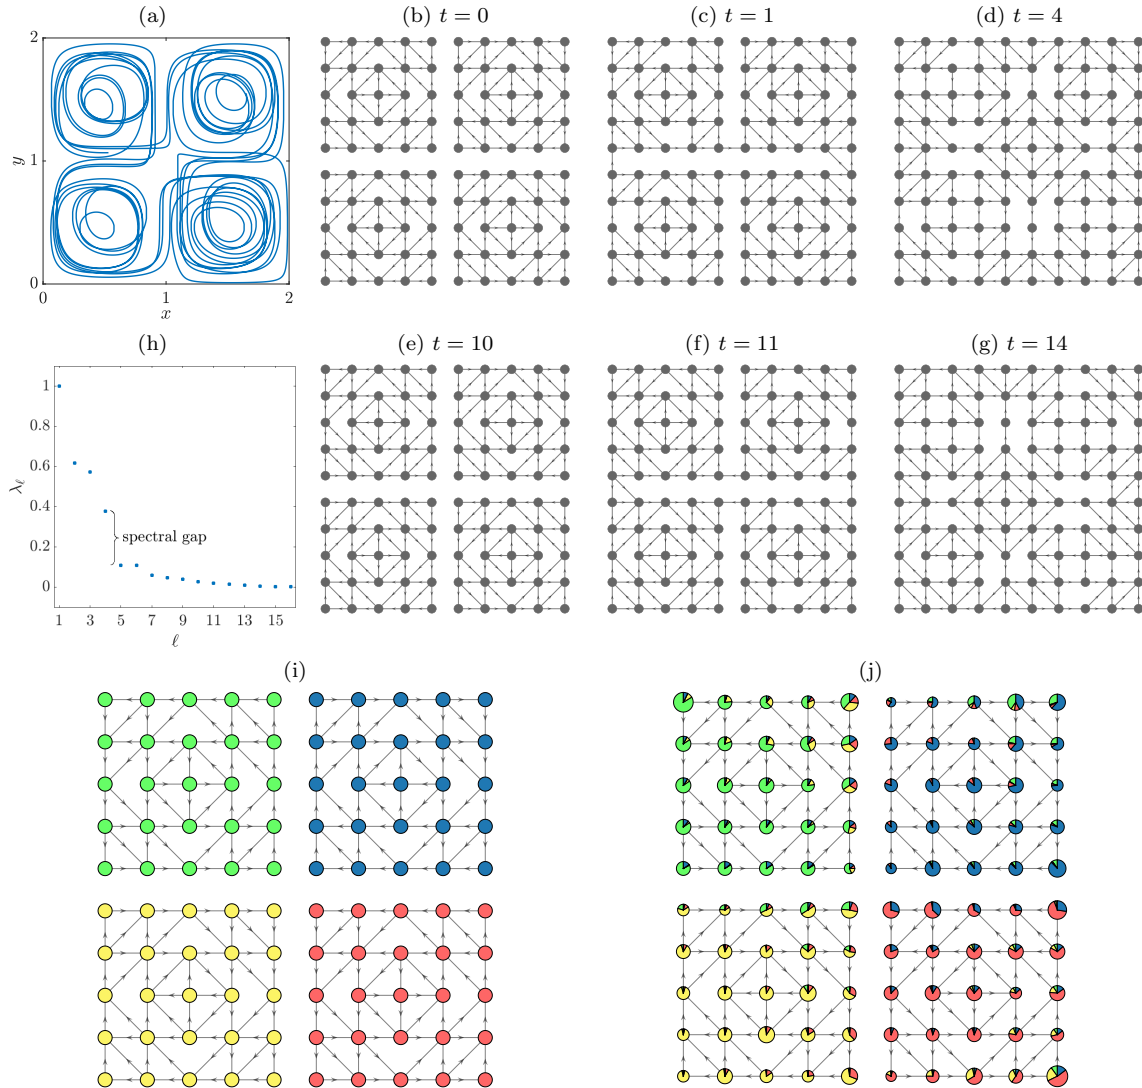 (a)
(b) t = 0
(c) t = 1
(d) t = 4
2
1
0
y
0
1
2
x
(h)
(e) t = 10
(f) t = 11
(g) t = 14
1
0.8
0.6
0.4
0.2
0
λ_ℓ
spectral gap
1 3 5 7 9 11 13 15
ℓ
(i)
(j)